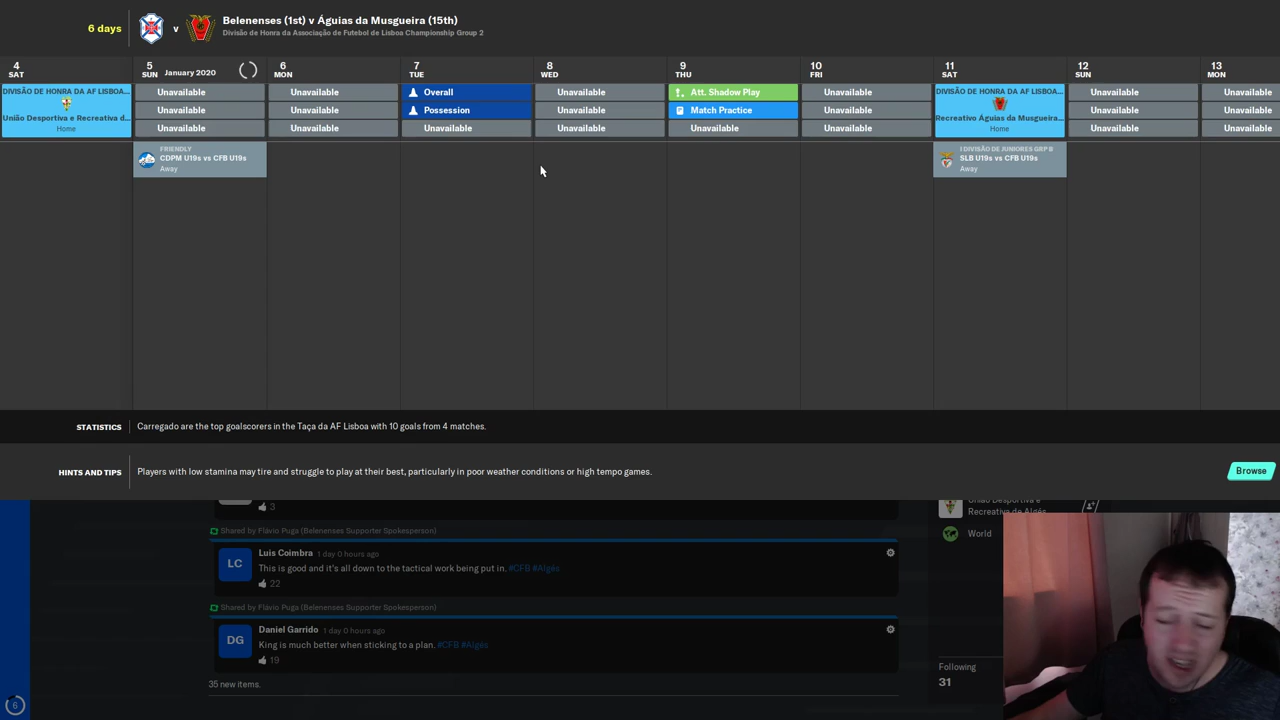 6 days
v
Belenenses (1st) v Águias da Musgueira (15th)
Divisão de Honra da Associação de Futebol de Lisboa Championship Group 2
4 SAT
5 SUN January 2020
6 MON
7 TUE
8 WED
9 THU
10 FRI
11 SAT
12 SUN
13 MON
DIVISÃO DE HONRA DA AF LISBOA...
União Desportiva e Recreativa d...
Home
Unavailable
Unavailable
Unavailable
Unavailable
Unavailable
Unavailable
Overall
Possession
Unavailable
Unavailable
Unavailable
Unavailable
Att. Shadow Play
Match Practice
Unavailable
Unavailable
Unavailable
Unavailable
DIVISÃO DE HONRA DA AF LISBOA...
Recreativo Águias da Musgueira...
Home
Unavailable
Unavailable
Unavailable
Unavailable
Unavailable
Unavailable
FRIENDLY
CDPM U19s vs CFB U19s
Away
I DIVISÃO DE JUNIORES GRP B
SLB U19s vs CFB U19s
Away
STATISTICS
Carregado are the top goalscorers in the Taça da AF Lisboa with 10 goals from 4 matches.
HINTS AND TIPS
Players with low stamina may tire and struggle to play at their best, particularly in poor weather conditions or high tempo games.
Browse
3
Shared by Flávio Puga (Belenenses Supporter Spokesperson)
LC
Luis Coimbra 1 day 0 hours ago
This is good and it's all down to the tactical work being put in. #CFB #Algés
22
Shared by Flávio Puga (Belenenses Supporter Spokesperson)
DG
Daniel Garrido 1 day 0 hours ago
King is much better when sticking to a plan. #CFB #Algés
19
35 new items.
União Desportiva e
Recreativa de Algés
World
Following
31
6